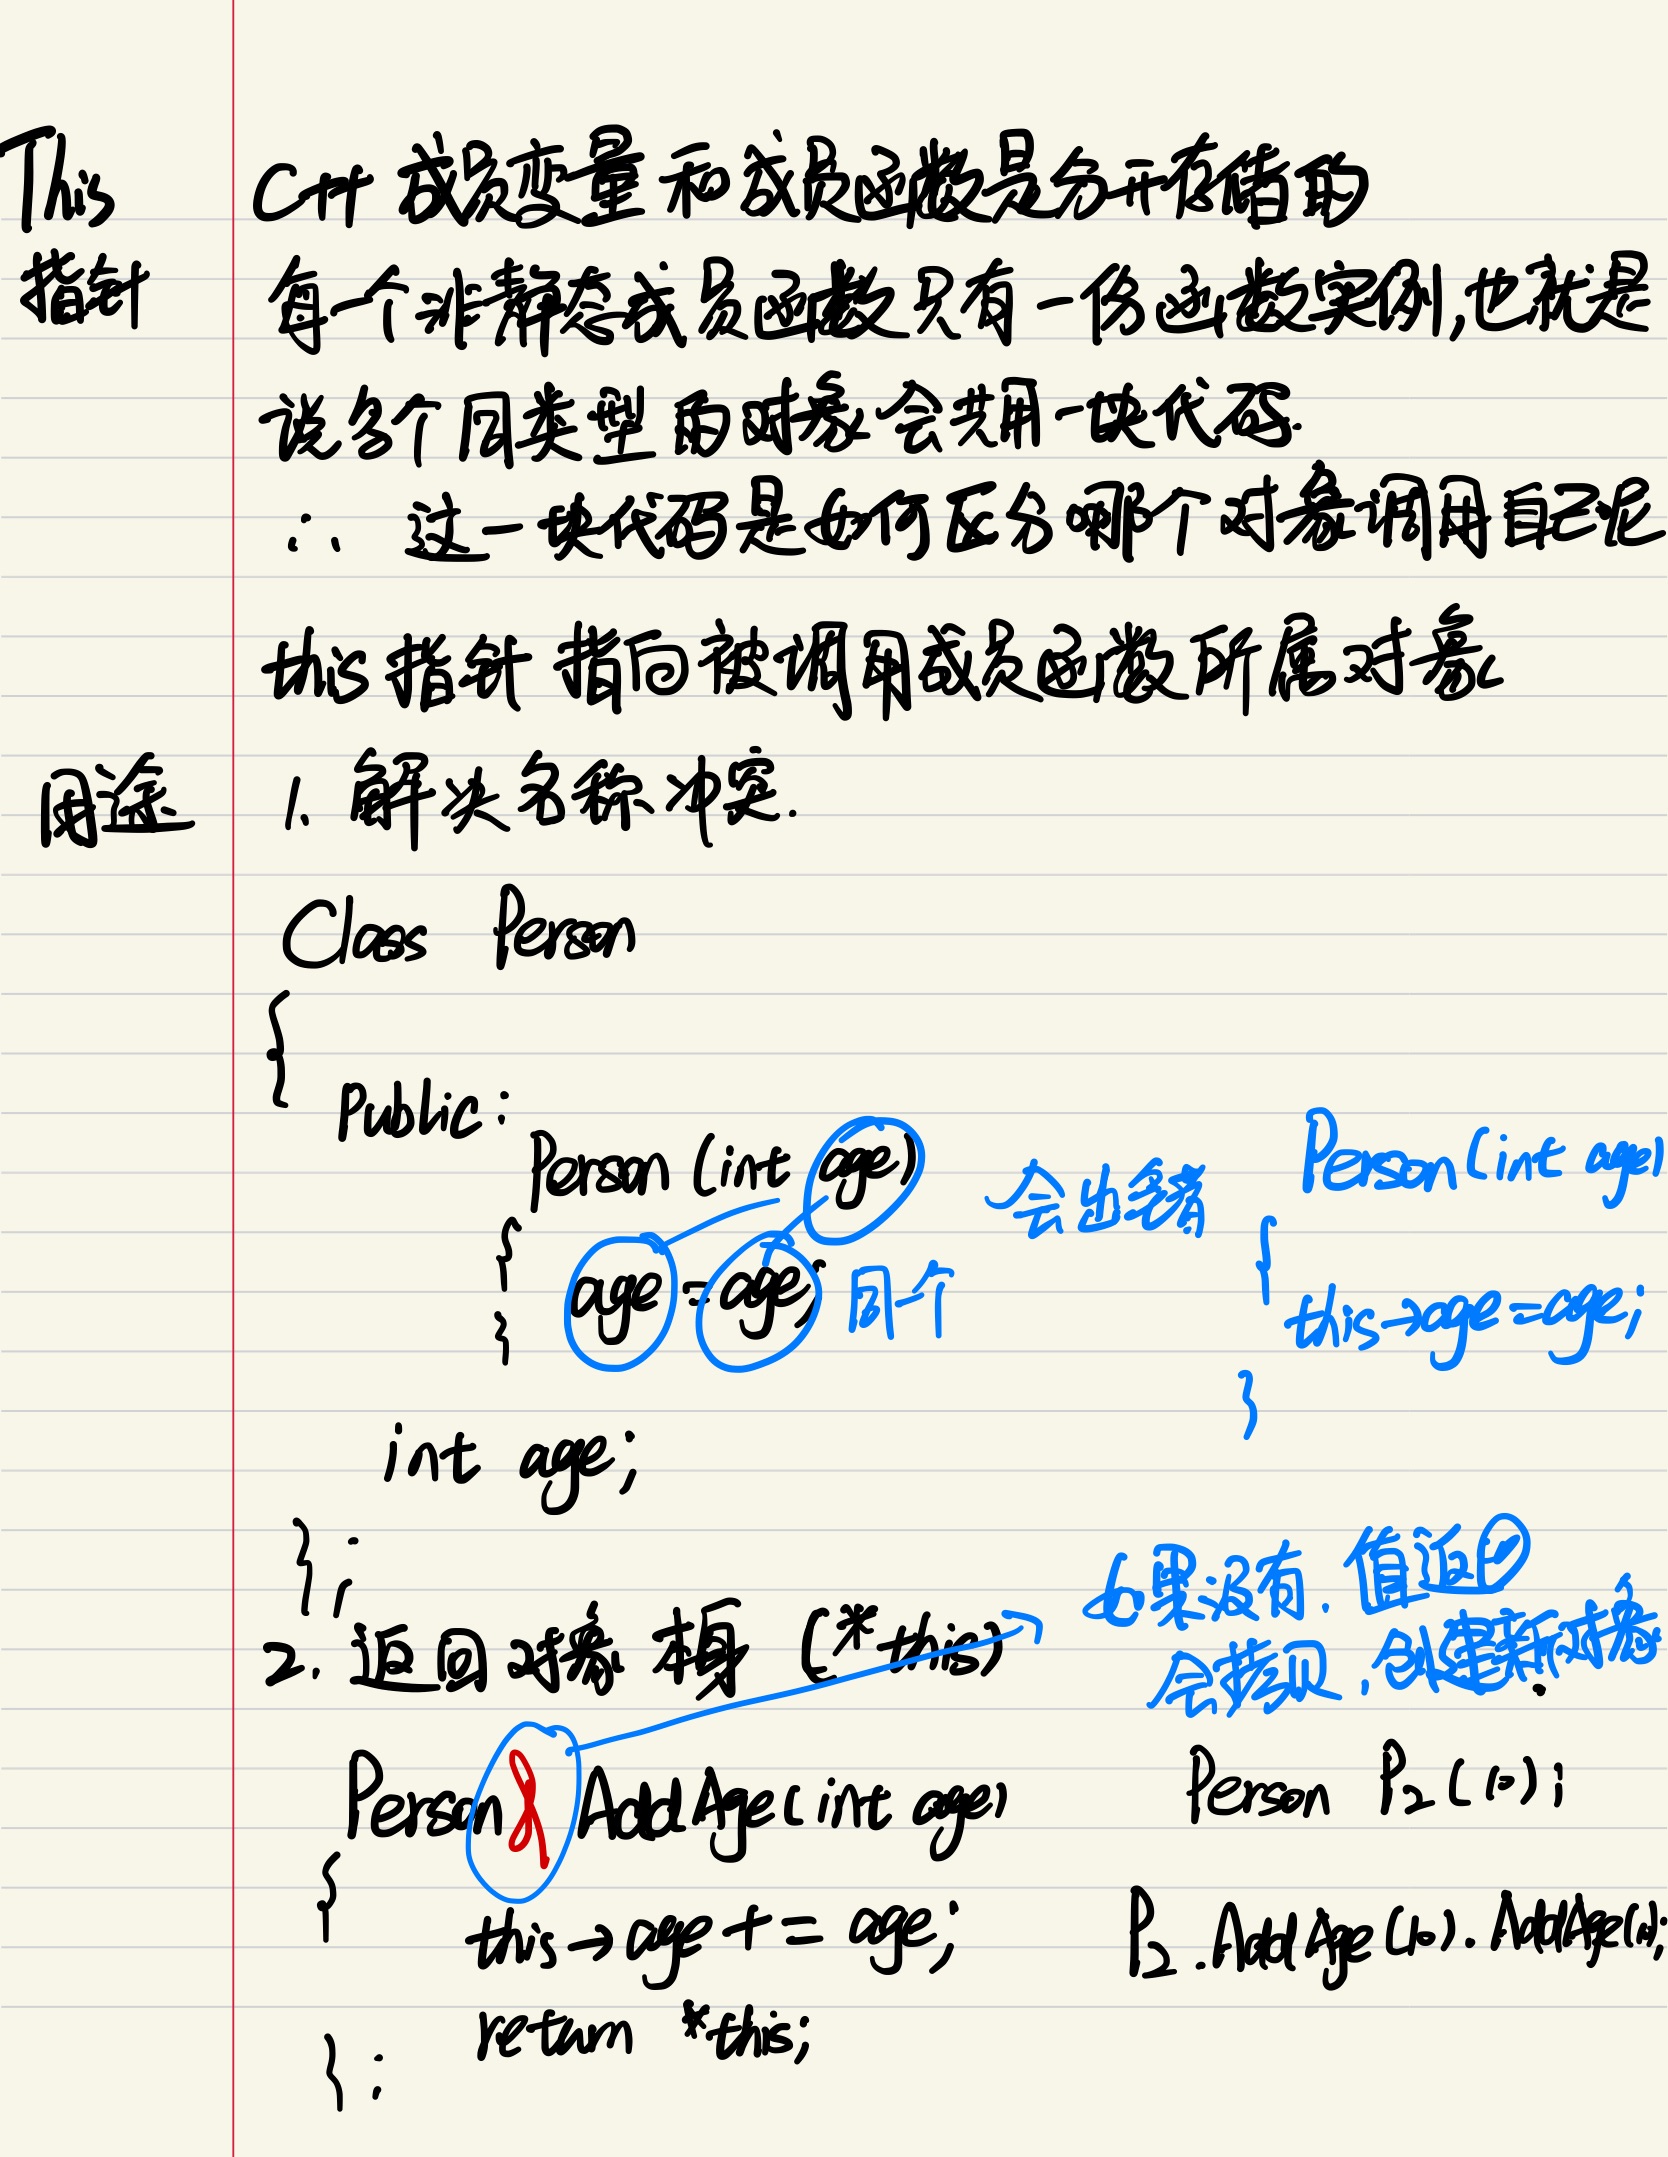 This
指针
C++ 成员变量和成员函数是分开存储的
每一个非静态成员函数只有一份函数实例,也就是
说多个同类型的对象会共用一块代码.
∴ 这一块代码是如何区分哪个对象调用自己呢
this指针 指向被调用成员函数所属对象
用途
1. 解决名称冲突.
Class Person
{
Public:
Person (int age)
{
age = age;
}
同一个
会出错
Person (int age)
{
this→age=age;
}
int age;
};
2. 返回对象本身 (*this)
如果没有.值返回
会拷贝,创建新对象.
Person & AddAge (int age)
{
this→age += age;
return *this;
};
Person P2 (10);
P2.AddAge (10).AddAge(10);